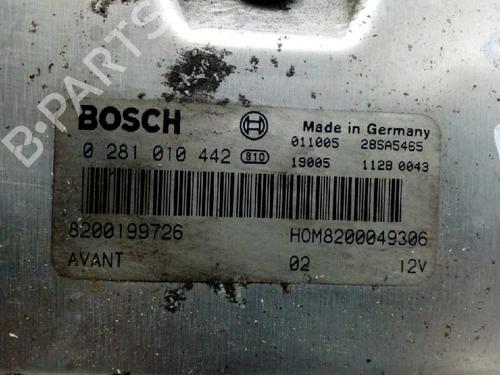 B-PARTS
BOSCH
Made in Germany
011005 28SA5465
0 281 010 442 810
19005 1128 0043
8200199726 HOM8200049306
AVANT 02 12V